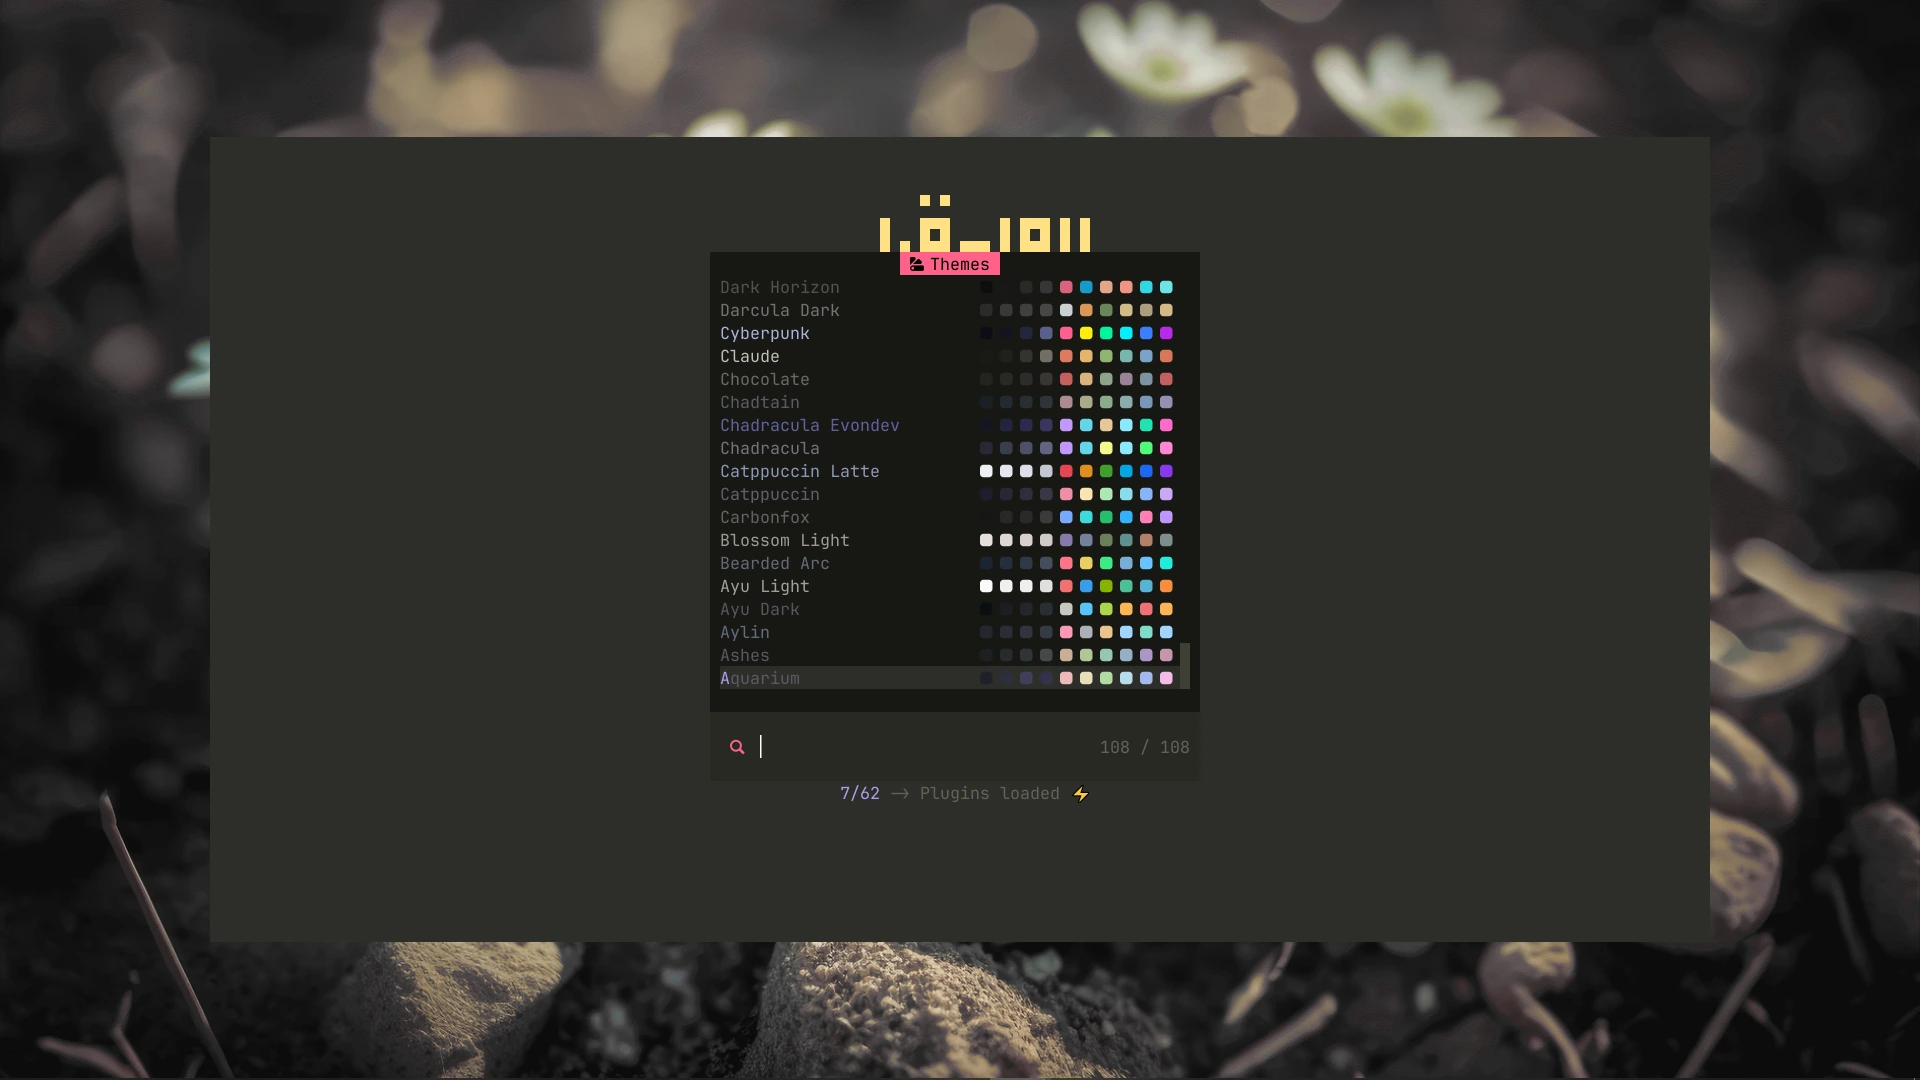 Themes
Dark Horizon
Darcula Dark
Cyberpunk
Claude
Chocolate
Chadtain
Chadracula Evondev
Chadracula
Catppuccin Latte
Catppuccin
Carbonfox
Blossom Light
Bearded Arc
Ayu Light
Ayu Dark
Aylin
Ashes
Aquarium
108 / 108
7/62 → Plugins loaded ⚡